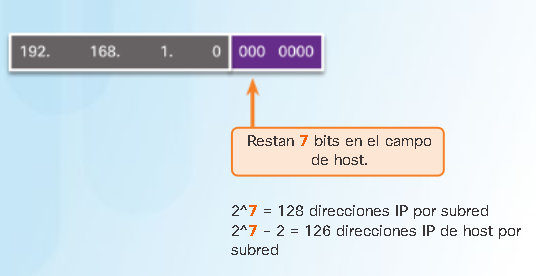 192. 168. 1. 0 000 0000
Restan 7 bits en el campo
de host.
2^7 = 128 direcciones IP por subred
2^7 – 2 = 126 direcciones IP de host por
subred